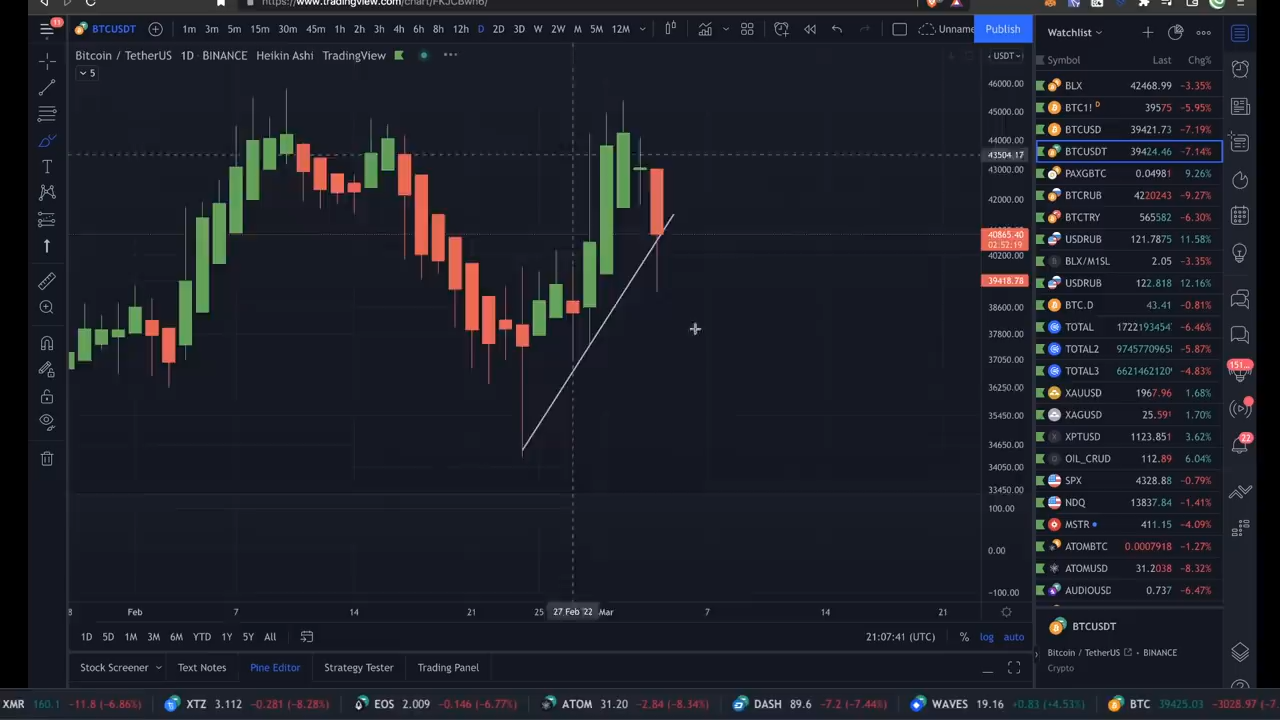 https://www.tradingview.com/chart/FKJCBwn6/
11
BTCUSDT
1m 3m 5m 15m 45m 1h 2h 3h 4h 6h 8h 12h D 2D 3D W 2W M 5M 12M
Unname
Publish
Bitcoin / TetherUS 1D BINANCE Heikin Ashi TradingView
5
USDT
46000.00
45000.00
44000.00
43504.17
43000.00
42000.00
40865.40
02:52:19
40200.00
39418.78
38600.00
37800.00
37050.00
36250.00
35450.00
34650.00
34050.00
33450.00
100.00
0.00
-100.00
8 Feb 7 14 21 25 27 Feb '22 Mar 7 14 21
1D 5D 1M 3M 6M YTD 1Y 5Y All
21:07:41 (UTC) % log auto
Stock Screener Text Notes Pine Editor Strategy Tester Trading Panel
Watchlist
Symbol Last Chg%
BLX 42468.99 −3.35%
BTC1! D 39575 −5.95%
BTCUSD 39421.73 −7.19%
BTCUSDT 39424.46 −7.14%
PAXGBTC 0.04981 9.26%
BTCRUB 4220243 −9.27%
BTCTRY 565582 −6.30%
USDRUB 121.7875 11.58%
BLX/M1SL 2.05 −3.35%
USDRUB 122.818 12.16%
BTC.D 43.41 −0.81%
TOTAL 1722193454 −6.46%
TOTAL2 9745770965 −5.87%
TOTAL3 6621462120 −4.83%
XAUUSD 1967.96 1.68%
XAGUSD 25.591 1.70%
XPTUSD 1123.851 3.62%
OIL_CRUD 112.89 6.04%
SPX 4328.88 −0.79%
NDQ 13837.84 −1.41%
MSTR 411.15 −4.09%
ATOMBTC 0.0007918 −1.27%
ATOMUSD 31.2038 −8.32%
AUDIOUSD 0.737 −6.47%
BTCUSDT
Bitcoin / TetherUS BINANCE
Crypto
151...
22
XMR 160.1 -11.8 (-6.86%) XTZ 3.112 -0.281 (-8.28%) EOS 2.009 -0.146 (-6.77%) ATOM 31.20 -2.84 (-8.34%) DASH 89.6 -7.2 (-7.44%) WAVES 19.16 +0.83 (+4.53%) BTC 39425.03 -3028.97 (-7